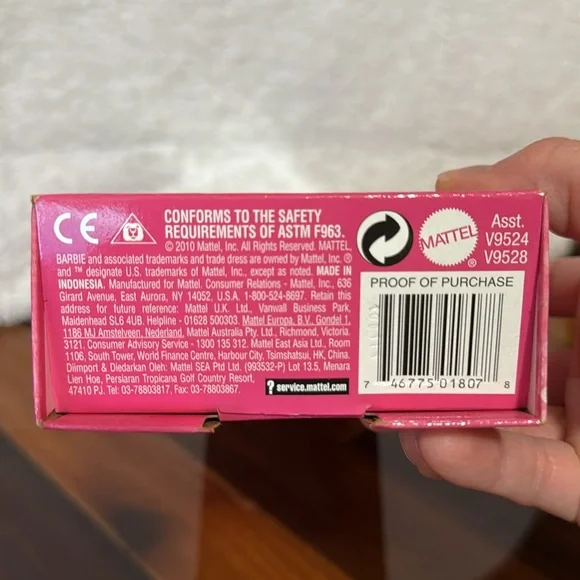 CE
CONFORMS TO THE SAFETY
REQUIREMENTS OF ASTM F963.
© 2010 Mattel, Inc. All Rights Reserved. MATTEL,
BARBIE and associated trademarks and trade dress are owned by Mattel, Inc. ®
and ™ designate U.S. trademarks of Mattel, Inc., except as noted. MADE IN
INDONESIA. Manufactured for Mattel. Consumer Relations - Mattel, Inc., 636
Girard Avenue, East Aurora, NY 14052, U.S.A. 1-800-524-8697. Retain this
address for future reference: Mattel U.K. Ltd., Vanwall Business Park,
Maidenhead SL6 4UB. Helpline - 01628 500303. Mattel Europa, B.V., Gondel 1,
1186 MJ Amstelveen, Nederland. Mattel Australia Pty. Ltd., Richmond, Victoria.
3121. Consumer Advisory Service - 1300 135 312. Mattel East Asia Ltd., Room
1106, South Tower, World Finance Centre, Harbour City, Tsimshatsui, HK, China.
Diimport & Diedarkan Oleh: Mattel SEA Ptd Ltd. (993532-P) Lot 13.5, Menara
Lien Hoe, Persiaran Tropicana Golf Country Resort,
47410 PJ. Tel: 03-78803817, Fax: 03-78803867.
? service.mattel.com
MATTEL ®
Asst.
V9524
V9528
PROOF OF PURCHASE
7 46775 01807 8